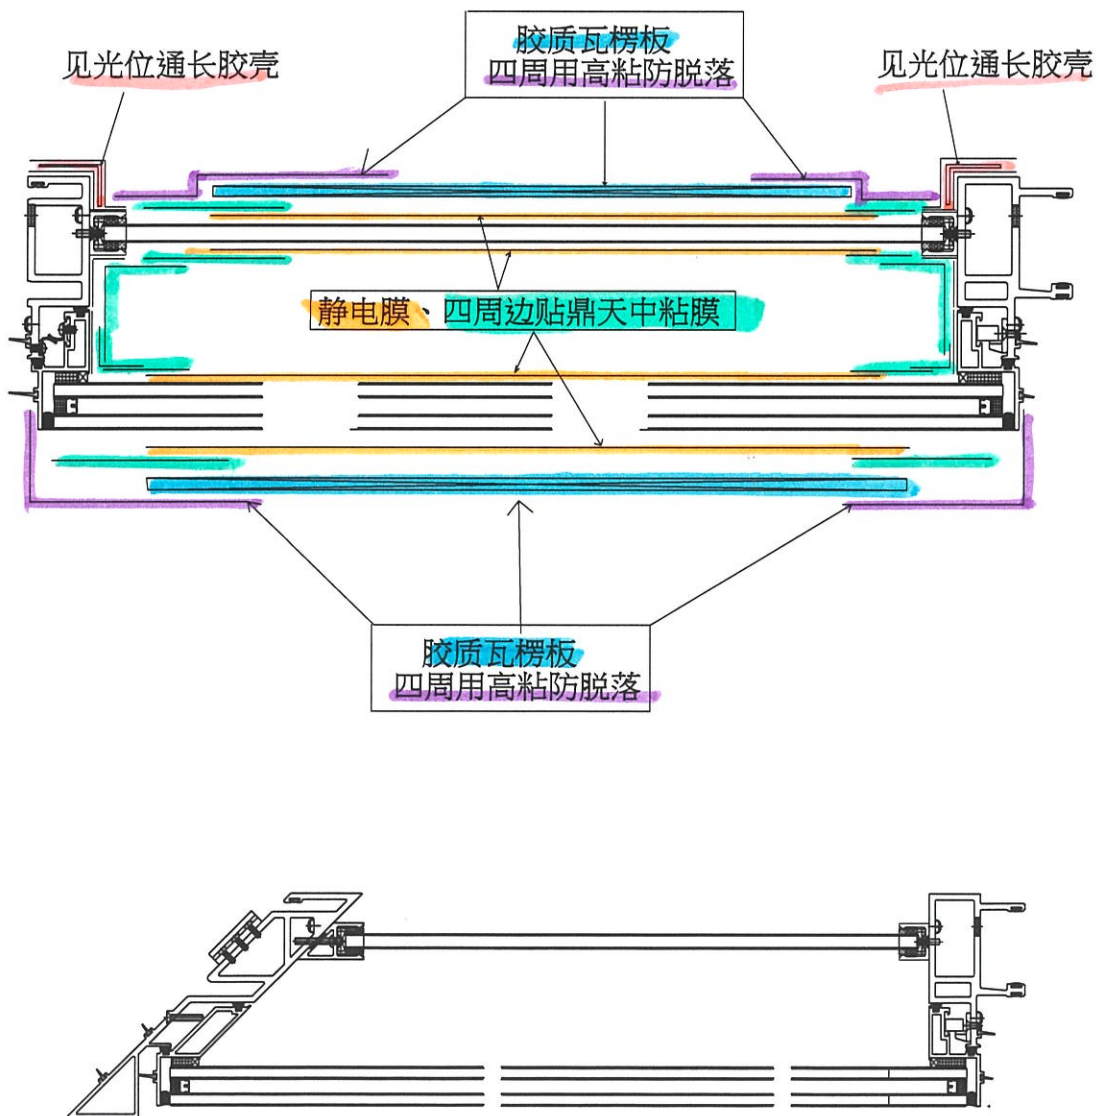 胶质瓦楞板
四周用高粘防脱落
见光位通长胶壳
见光位通长胶壳
静电膜、四周边贴鼎天中粘膜
胶质瓦楞板
四周用高粘防脱落